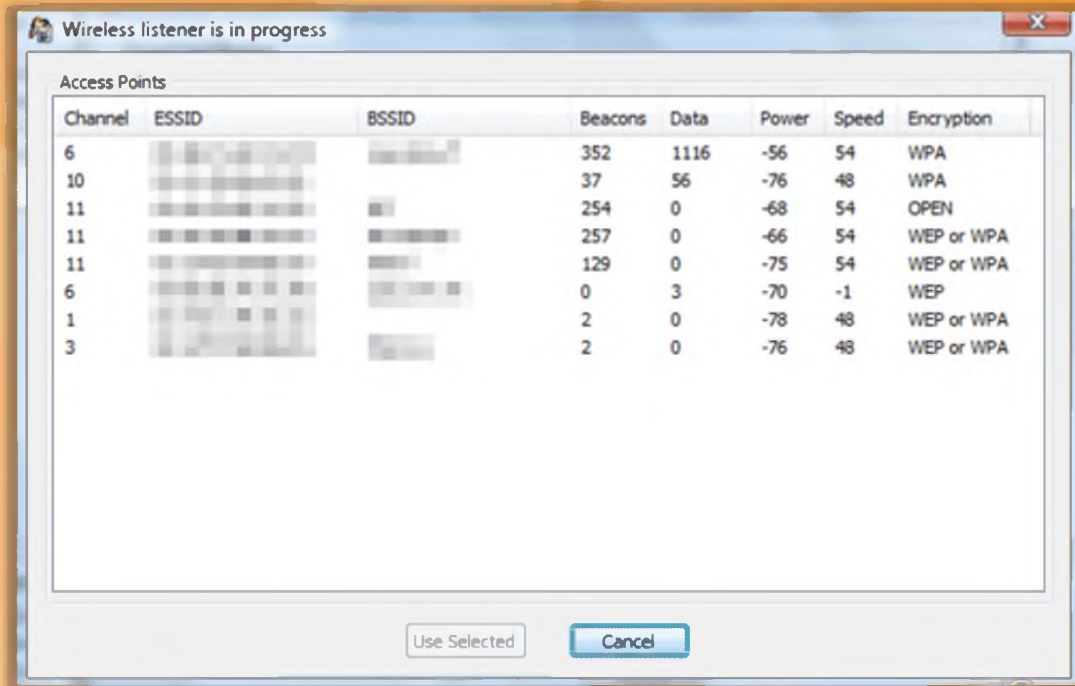 Wireless listener is in progress
X
Access Points
Channel ESSID BSSID Beacons Data Power Speed Encryption
6 352 1116 -56 54 WPA
10 37 56 -76 48 WPA
11 254 0 -68 54 OPEN
11 257 0 -66 54 WEP or WPA
11 129 0 -75 54 WEP or WPA
6 0 3 -70 -1 WEP
1 2 0 -78 48 WEP or WPA
3 2 0 -76 48 WEP or WPA
Use Selected Cancel